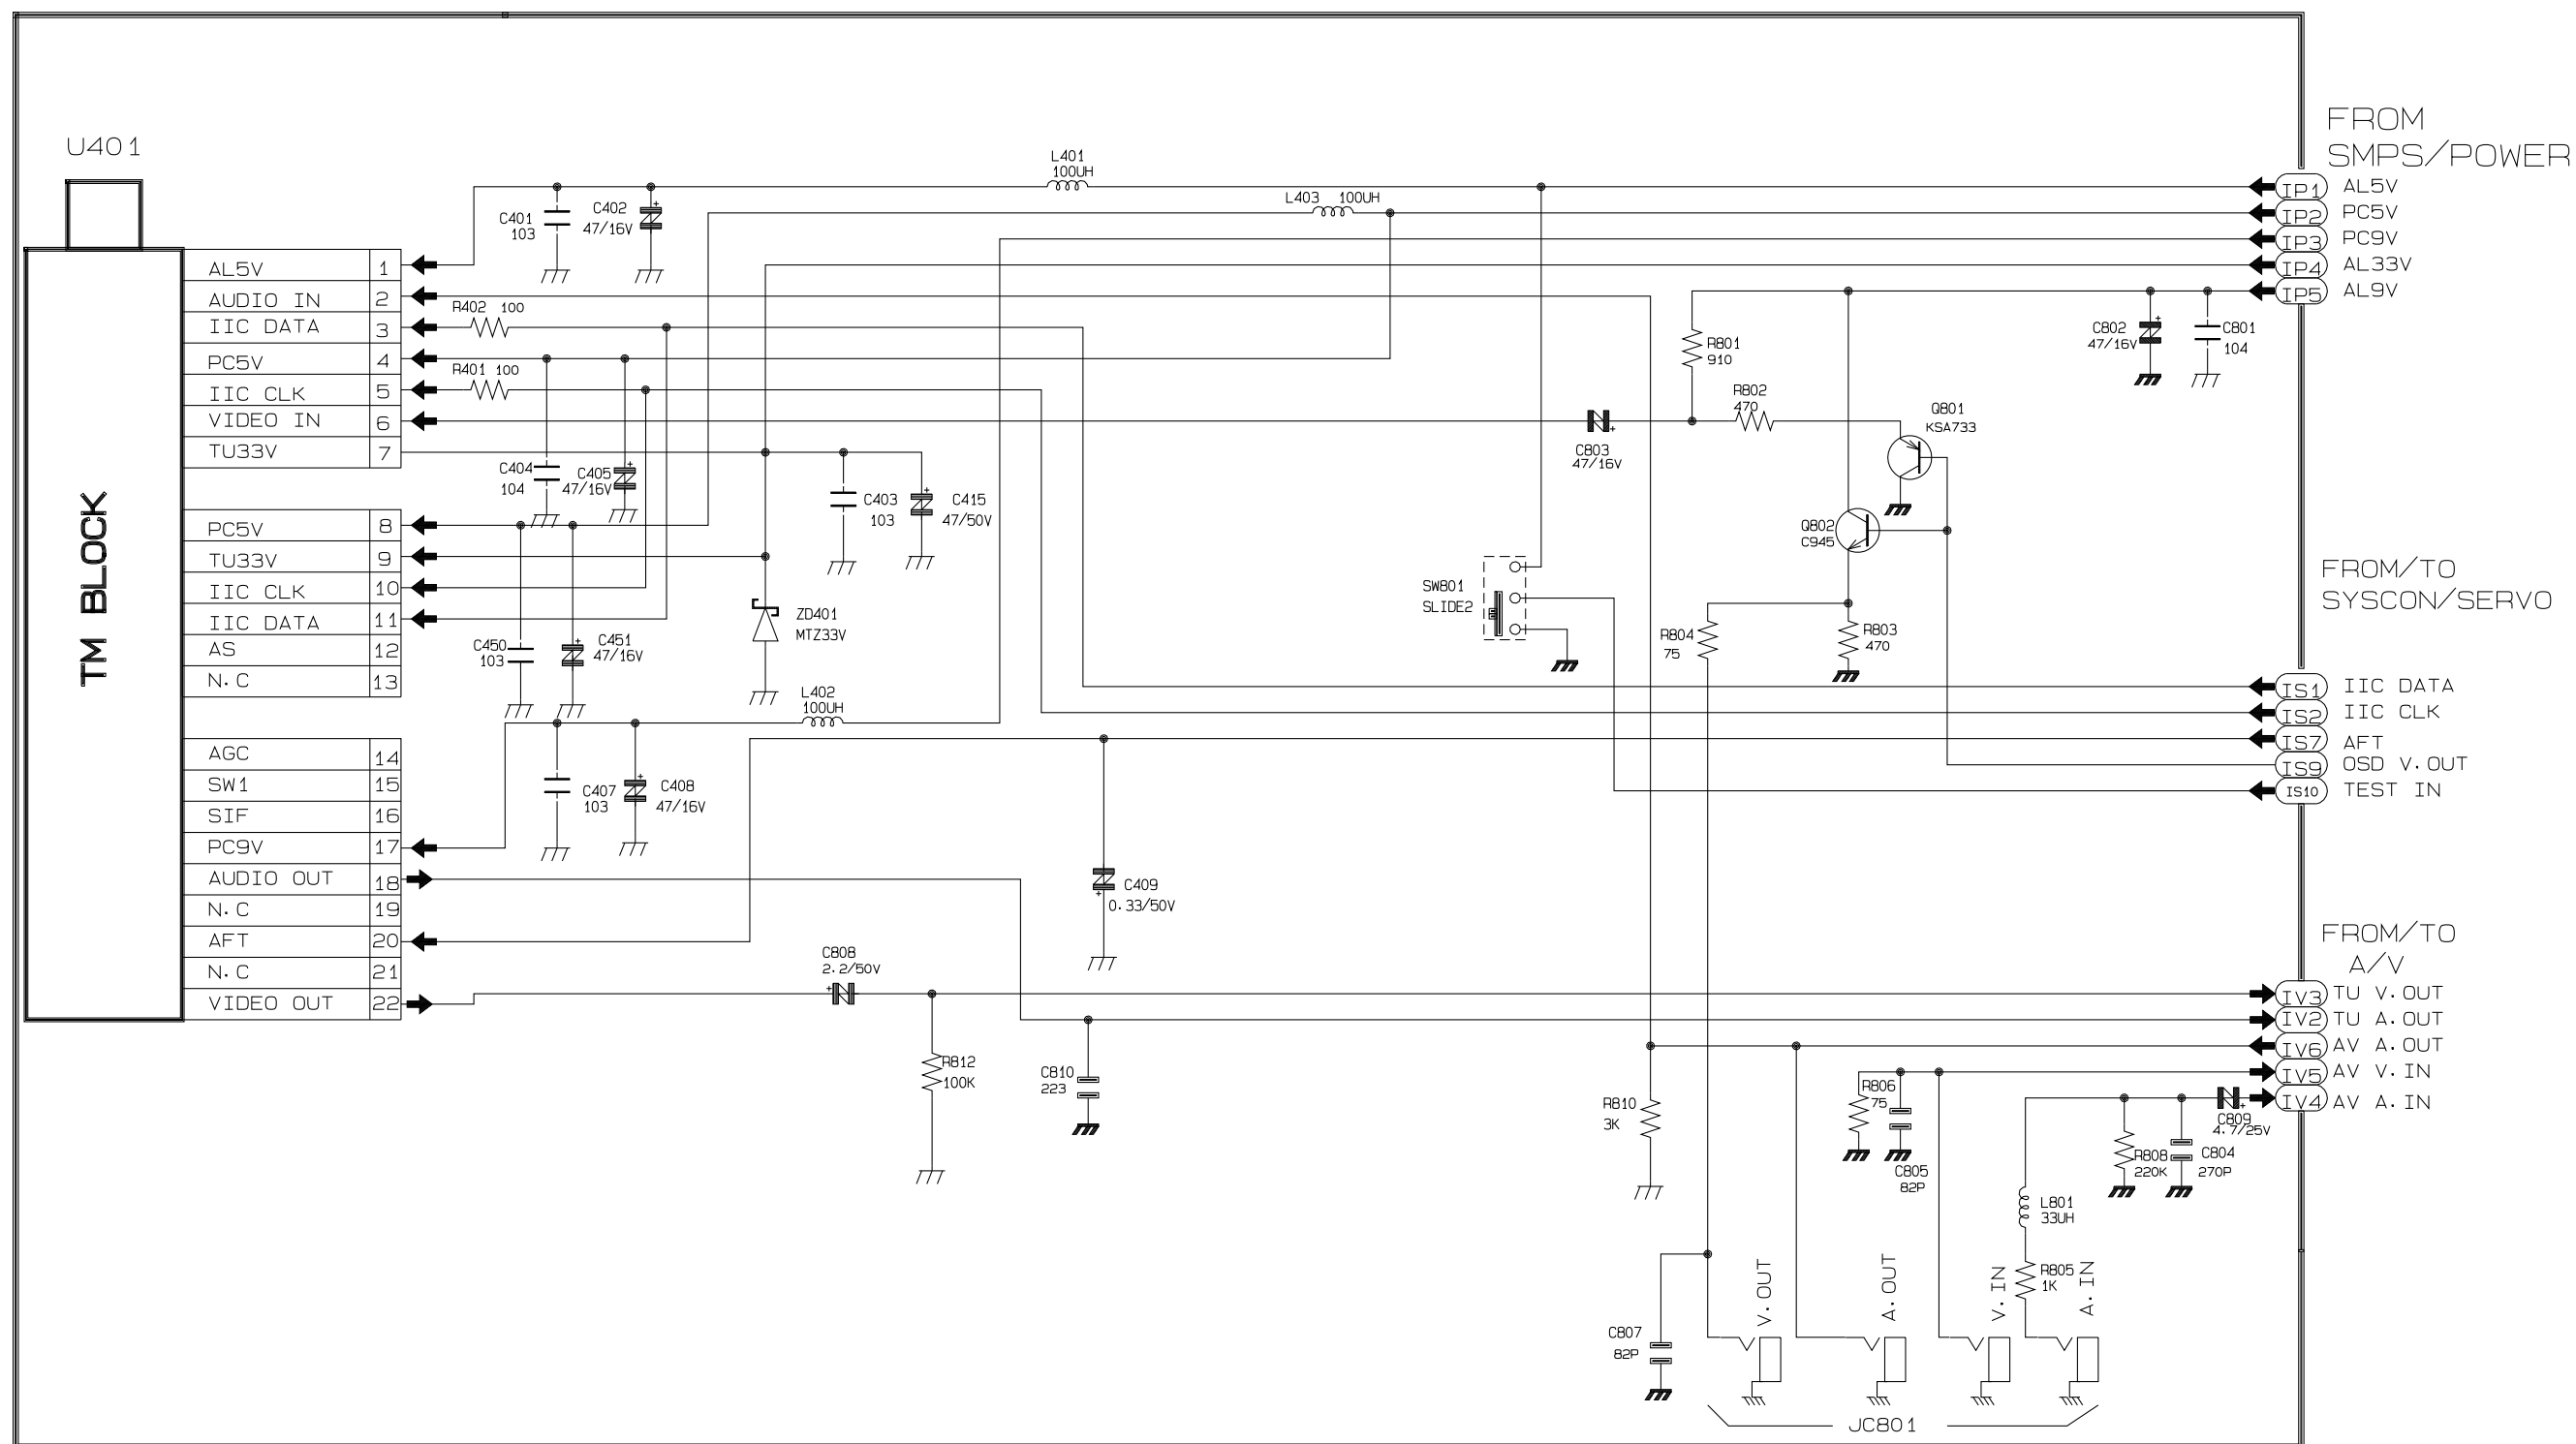 U401
TM BLOCK
AL5V 1
AUDIO IN 2
IIC DATA 3
PC5V 4
IIC CLK 5
VIDEO IN 6
TU33V 7
PC5V 8
TU33V 9
IIC CLK 10
IIC DATA 11
AS 12
N.C 13
AGC 14
SW1 15
SIF 16
PC9V 17
AUDIO OUT 18
N.C 19
AFT 20
N.C 21
VIDEO OUT 22
L401
100UH
L403 100UH
C401
103
C402
47/16V
R402 100
R401 100
C404
104
C405
47/16V
C403
103
C415
47/50V
C450
103
C451
47/16V
ZD401
MTZ33V
L402
100UH
C407
103
C408
47/16V
C409
0.33/50V
C808
2.2/50V
R812
100K
C810
223
SW801
SLIDE2
C803
47/16V
R801
910
R802
470
Q801
KSA733
Q802
C945
R804
75
R803
470
C802
47/16V
C801
104
R810
3K
R806
75
C805
82P
R808
220K
C804
270P
C809
4.7/25V
L801
33UH
R805
1K
C807
82P
V.OUT
A.OUT
V.IN
A.IN
JC801
FROM
SMPS/POWER
IP1 AL5V
IP2 PC5V
IP3 PC9V
IP4 AL33V
IP5 AL9V
FROM/TO
SYSCON/SERVO
IS1 IIC DATA
IS2 IIC CLK
IS7 AFT
IS9 OSD V.OUT
IS10 TEST IN
FROM/TO
A/V
IV3 TU V.OUT
IV2 TU A.OUT
IV6 AV A.OUT
IV5 AV V.IN
IV4 AV A.IN